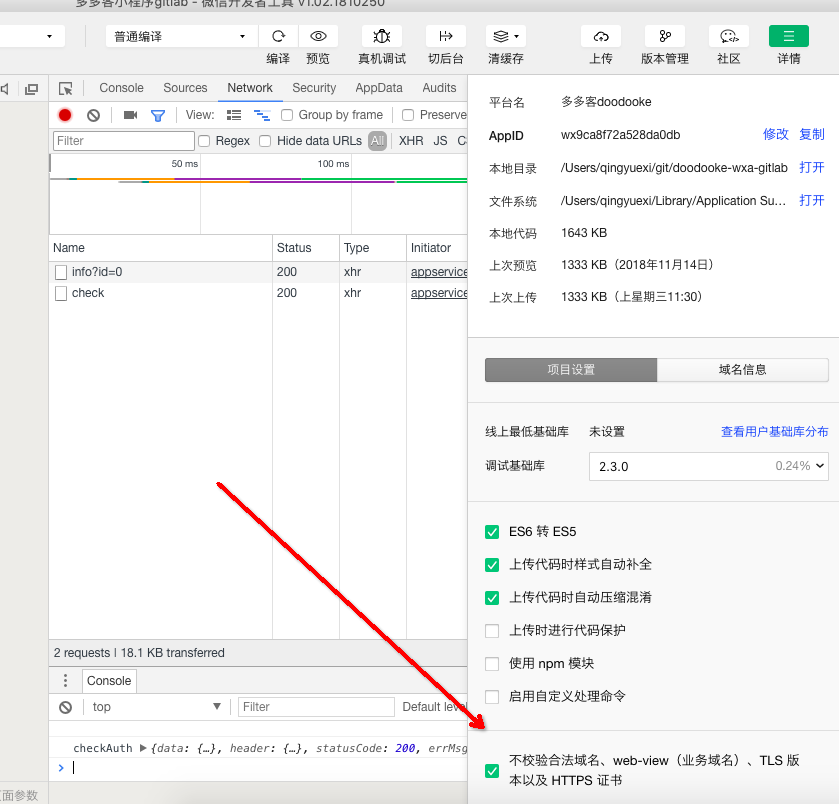 多多客小程序gitlab - 微信开发者工具 v1.02.1810250
普通编译
编译 预览 真机调试 切后台 清缓存 上传 版本管理 社区 详情
Console Sources Network Security AppData Audits
View: Group by frame Preserve
Filter Regex Hide data URLs All XHR JS
50 ms 100 ms
Name Status Type Initiator
info?id=0 200 xhr appservice
check 200 xhr appservice
2 requests | 18.1 KB transferred
Console
top Filter Default
checkAuth ▶{data: {…}, header: {…}, statusCode: 200, errMsg
>
页面参数
平台名 多多客doodooke
AppID wx9ca8f72a528da0db 修改 复制
本地目录 /Users/qingyuexi/git/doodooke-wxa-gitlab 打开
文件系统 /Users/qingyuexi/Library/Application Su... 打开
本地代码 1643 KB
上次预览 1333 KB（2018年11月14日）
上次上传 1333 KB（上星期三11:30）
项目设置 域名信息
线上最低基础库 未设置 查看用户基础库分布
调试基础库 2.3.0 0.24%
ES6 转 ES5
上传代码时样式自动补全
上传代码时自动压缩混淆
上传时进行代码保护
使用 npm 模块
启用自定义处理命令
不校验合法域名、web-view（业务域名）、TLS 版
本以及 HTTPS 证书